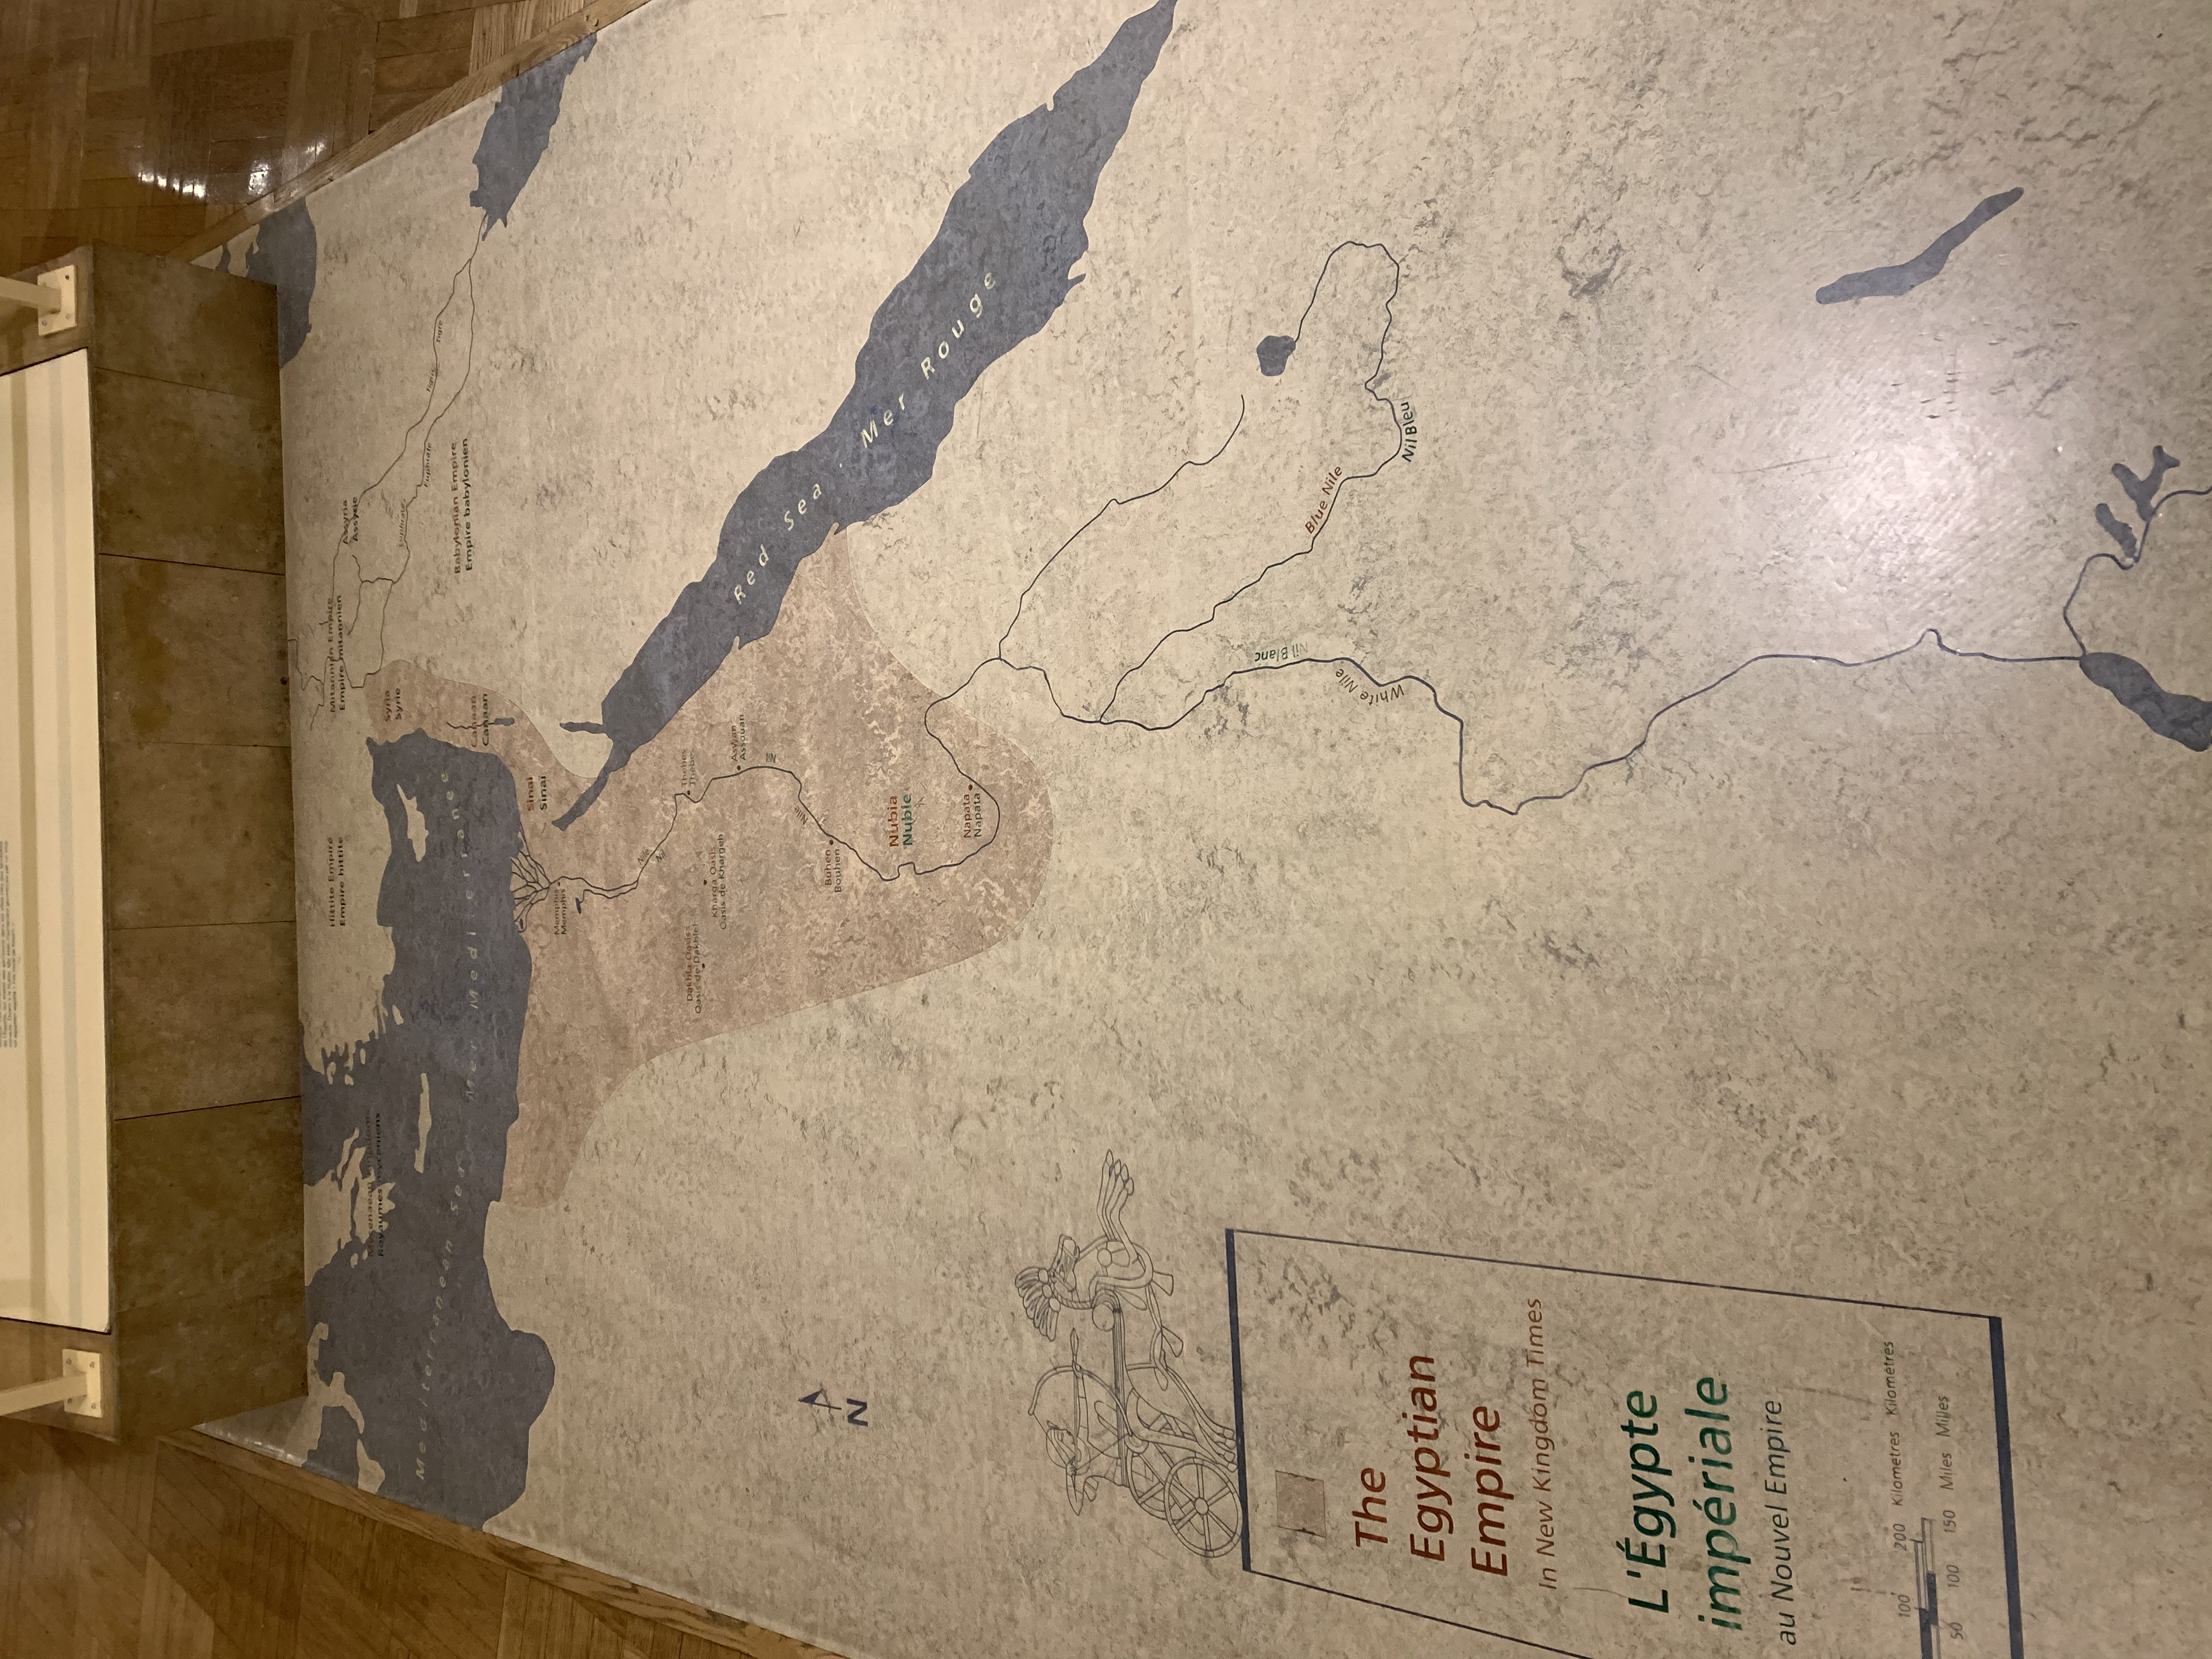 Hittite Empire
Empire hittite
Mitannian Empire
Empire mitannien
Assyria
Assyrie
Mycenaean Kingdoms
Royaumes myceniens
Syria
Syrie
Euphrates
Euphrate
Tigris
Tigre
Mediterranean Sea · Mer Mediterranee
Babylonian Empire
Empire babylonien
Canaan
Canaan
Sinai
Sinaï
Memphis
Memphis
Nile
Nil
Dakhla Oasis
Oasis de Dakhleh
Thebes
Thèbes
Kharga Oasis
Oasis de Khargeh
Aswan
Assouan
Nil
Nile
Red Sea · Mer Rouge
Buhen
Bouhen
N
Nubia
Nubie
Napata
Napata
Nil Blanc
White Nile
Blue Nile
Nil Bleu
The
Egyptian
Empire
In New Kingdom Times
L'Égypte
impériale
au Nouvel Empire
100 200 Kilometres Kilomètres
50 100 150 Miles Milles